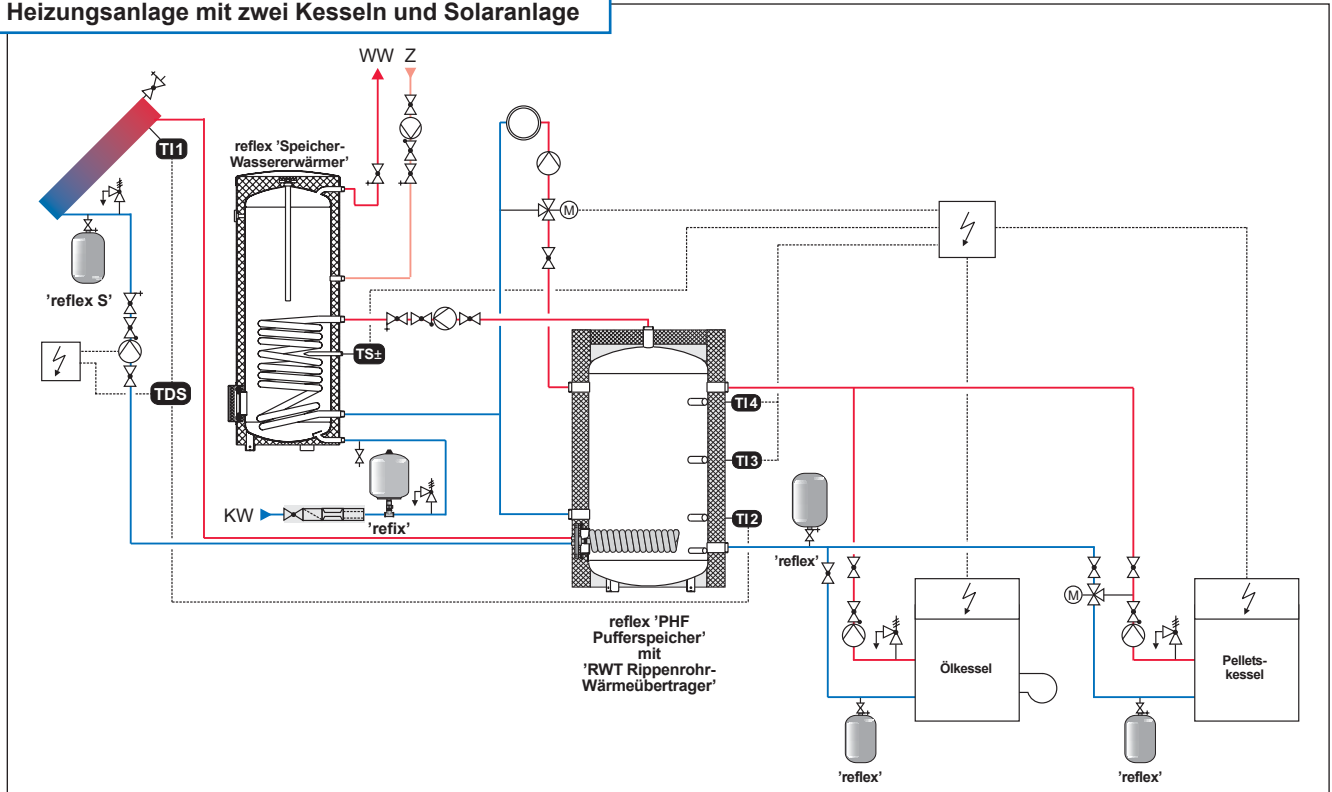 Heizungsanlage mit zwei Kesseln und Solaranlage
WW Z
TI1
reflex 'Speicher-
Wassererwärmer'
M
'reflex S'
TS±
TDS
TI4
TI3
TI2
KW
'refix'
'reflex'
M
reflex 'PHF
Pufferspeicher'
mit
'RWT Rippenrohr-
Wärmeübertrager'
Ölkessel
Pellets-
kessel
'reflex'
'reflex'